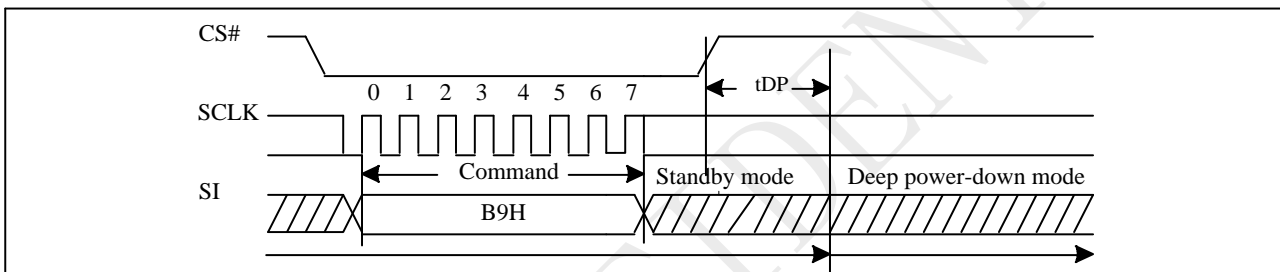 CS#
tDP
0 1 2 3 4 5 6 7
SCLK
Command
Standby mode
Deep power-down mode
SI
B9H